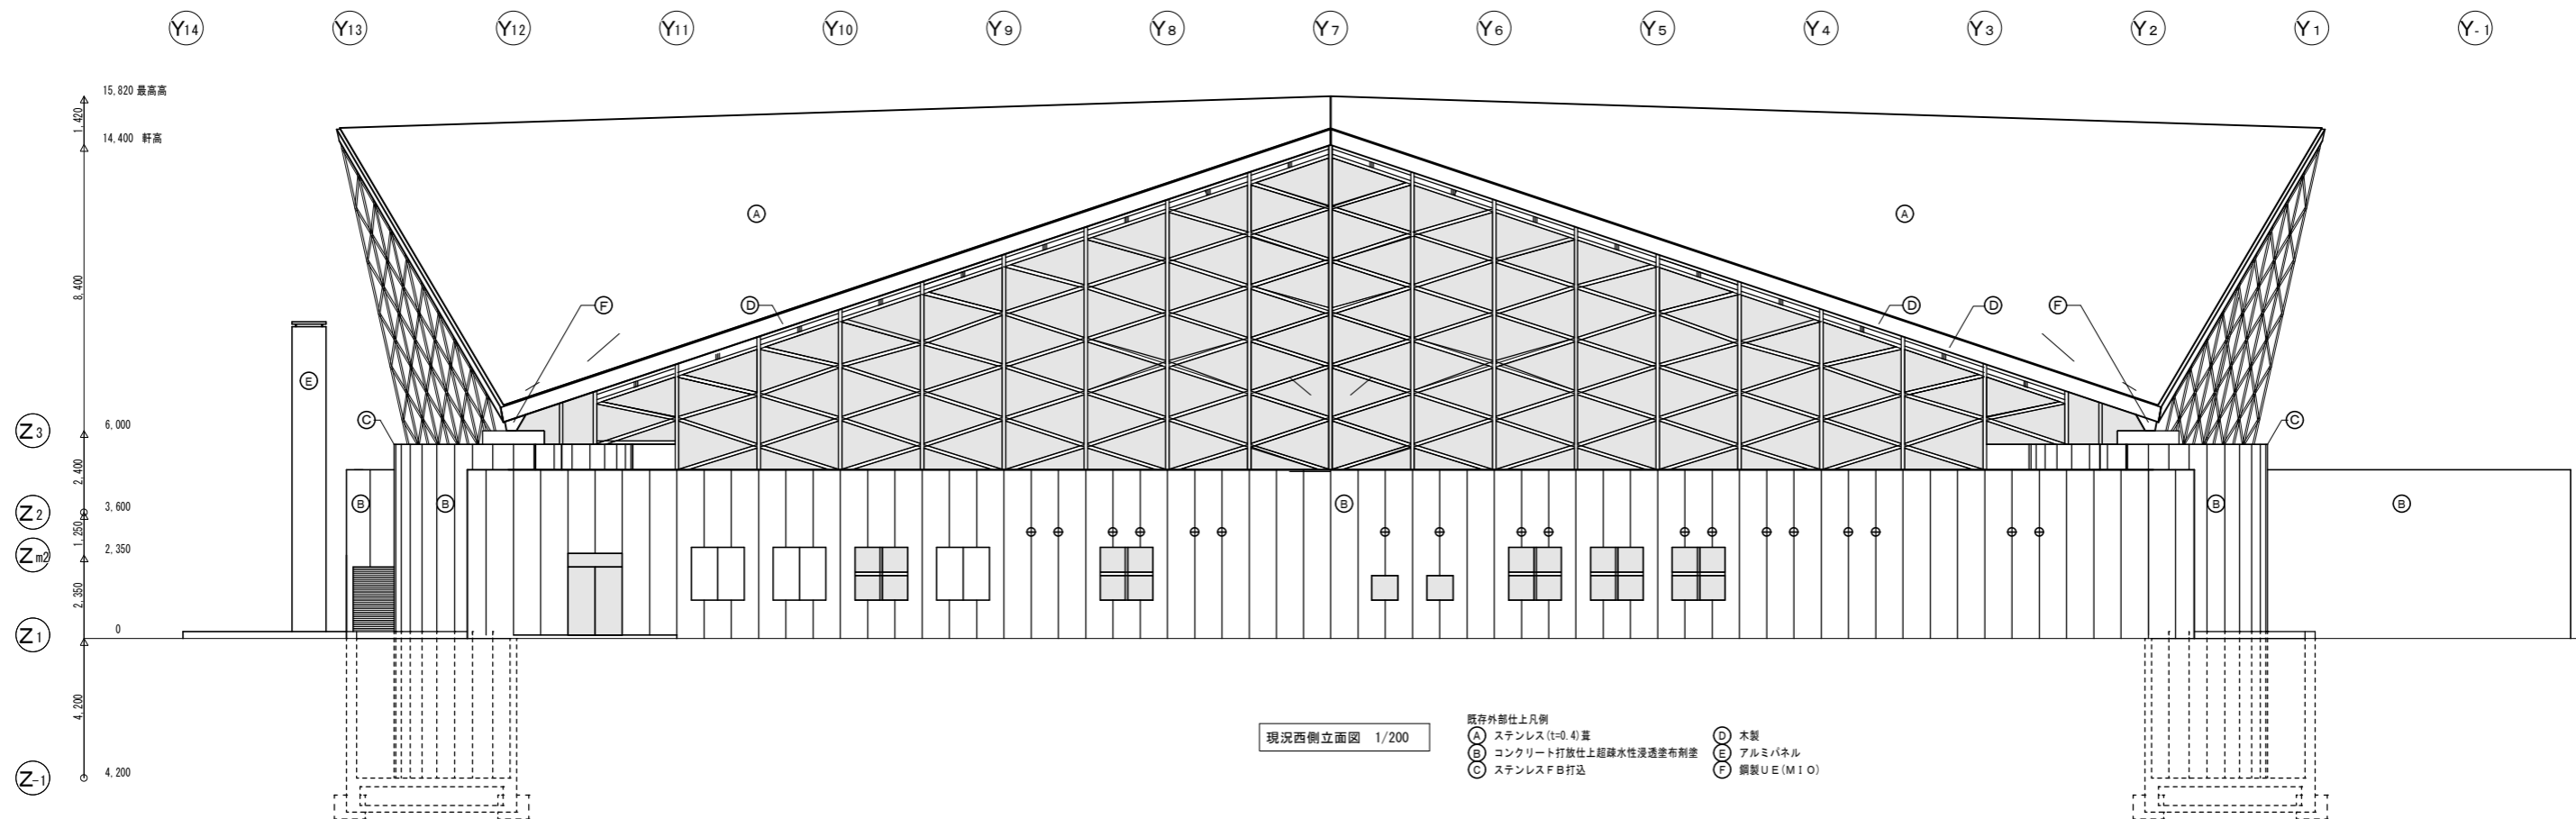 Y14 Y13 Y12 Y11 Y10 Y9 Y8 Y7 Y6 Y5 Y4 Y3 Y2 Y1 Y-1
15,820 最高高
1,420
14,400 軒高
A A
8,400
F D D D F
E
C C
Z3 6,000
2,400
B B B B B
Z2 3,600
1,250
Zm2 2,350
2,350
Z1 0
4,200
Z-1 4,200
現況西側立面図 1/200
既存外部仕上凡例
A ステンレス(t=0.4)葺
B コンクリート打放仕上超疎水性浸透塗布剤塗
C ステンレスFB打込
D 木製
E アルミパネル
F 鋼製UE(MIO)